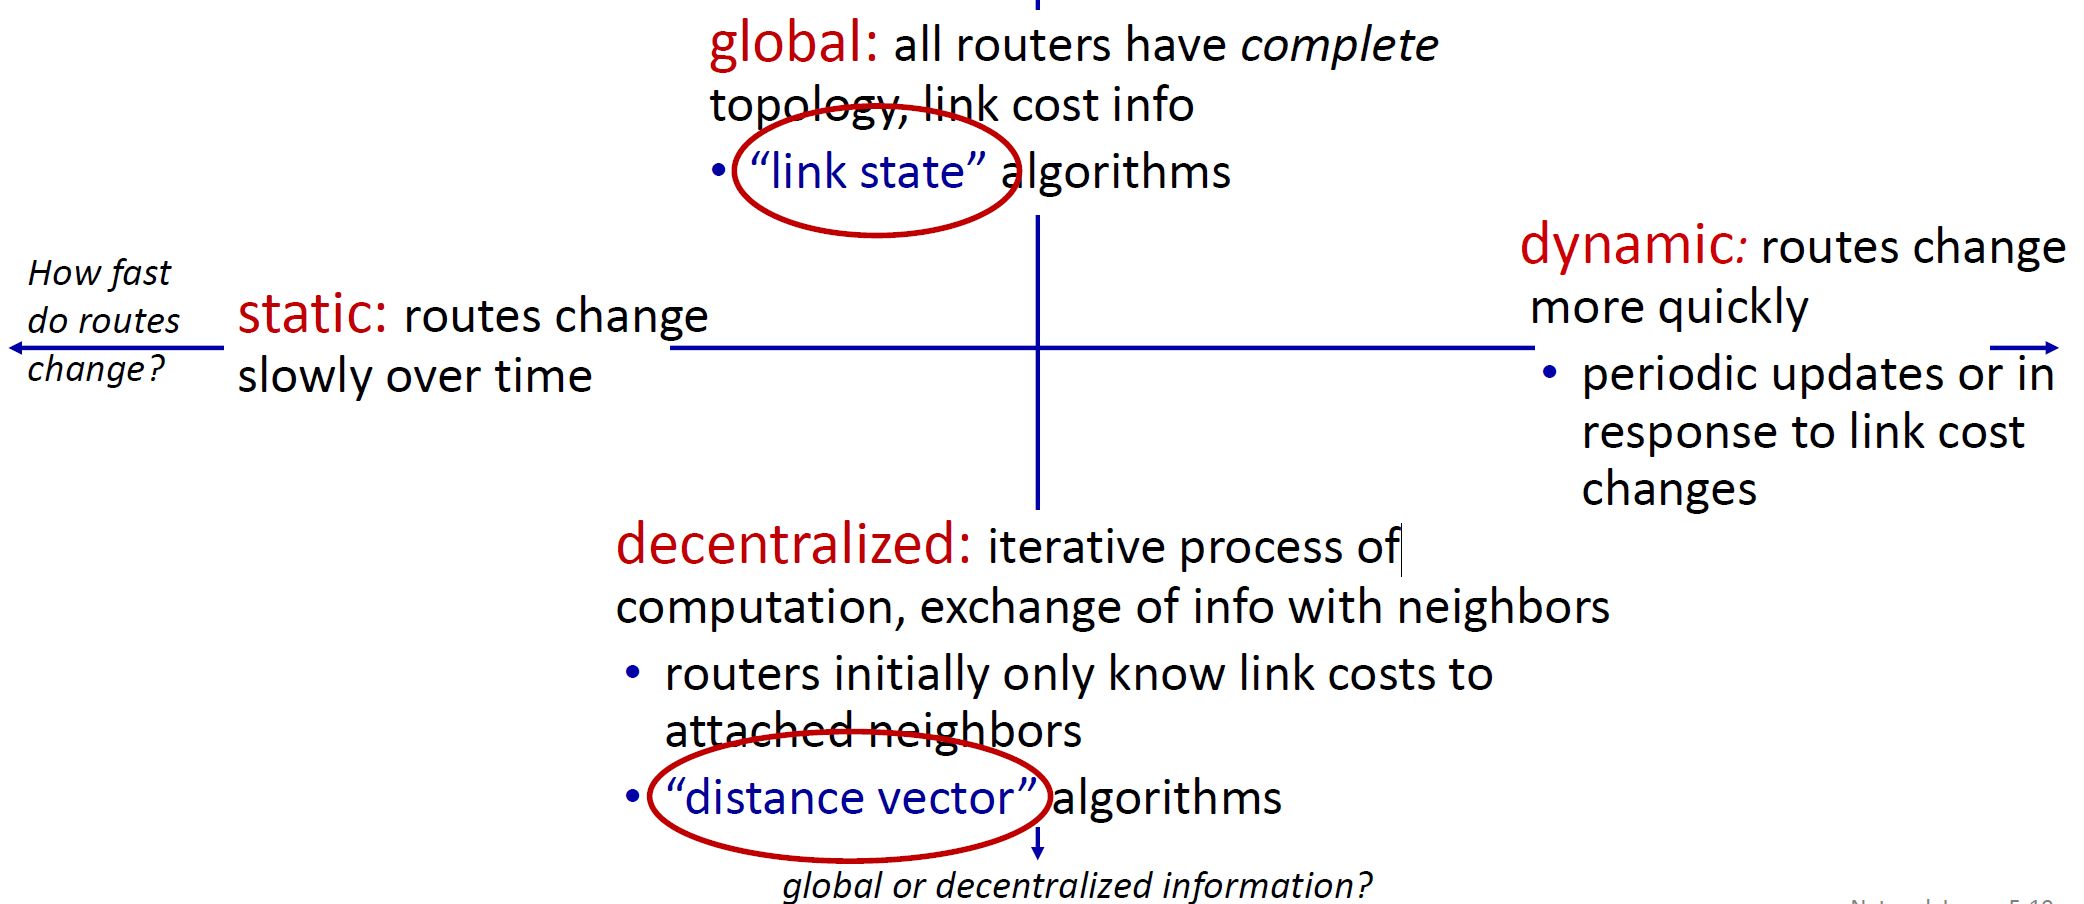 global: all routers have complete
topology, link cost info
• “link state” algorithms
How fast
do routes
change?
static: routes change
slowly over time
dynamic: routes change
more quickly
• periodic updates or in
response to link cost
changes
decentralized: iterative process of
computation, exchange of info with neighbors
• routers initially only know link costs to
attached neighbors
• “distance vector” algorithms
global or decentralized information?